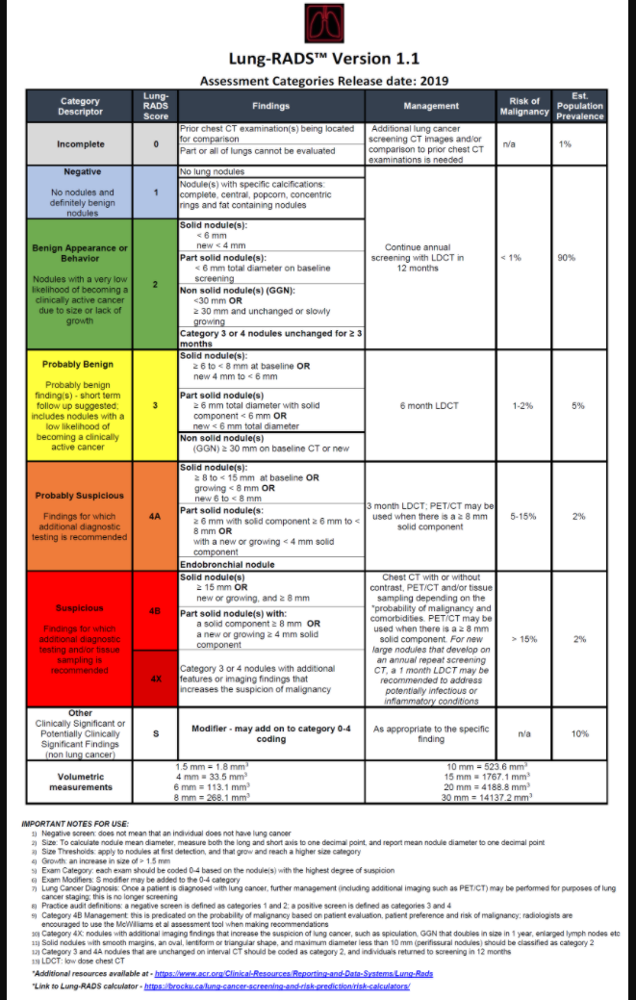 Lung-RADS™ Version 1.1
Assessment Categories Release date: 2019
Category
Descriptor
Lung-
RADS
Score
Findings
Management
Risk of
Malignancy
Est.
Population
Prevalence
Incomplete
0
Prior chest CT examination(s) being located
for comparison
Part or all of lungs cannot be evaluated
Additional lung cancer
screening CT images and/or
comparison to prior chest CT
examinations is needed
n/a
1%
Negative
No nodules and
definitely benign
nodules
1
No lung nodules
Nodule(s) with specific calcifications:
complete, central, popcorn, concentric
rings and fat containing nodules
Benign Appearance or
Behavior
Nodules with a very low
likelihood of becoming a
clinically active cancer
due to size or lack of
growth
2
Solid nodule(s):
< 6 mm
new < 4 mm
Part solid nodule(s):
< 6 mm total diameter on baseline
screening
Non solid nodule(s) (GGN):
<30 mm OR
≥ 30 mm and unchanged or slowly
growing
Category 3 or 4 nodules unchanged for ≥ 3
months
Continue annual
screening with LDCT in
12 months
< 1%
90%
Probably Benign
Probably benign
finding(s) - short term
follow up suggested;
includes nodules with a
low likelihood of
becoming a clinically
active cancer
3
Solid nodule(s):
≥ 6 to < 8 mm at baseline OR
new 4 mm to < 6 mm
Part solid nodule(s)
≥ 6 mm total diameter with solid
component < 6 mm OR
new < 6 mm total diameter
Non solid nodule(s)
(GGN) ≥ 30 mm on baseline CT or new
6 month LDCT
1-2%
5%
Probably Suspicious
Findings for which
additional diagnostic
testing is recommended
4A
Solid nodule(s):
≥ 8 to < 15 mm at baseline OR
growing < 8 mm OR
new 6 to < 8 mm
Part solid nodule(s:
≥ 6 mm with solid component ≥ 6 mm to <
8 mm OR
with a new or growing < 4 mm solid
component
Endobronchial nodule
3 month LDCT; PET/CT may be
used when there is a ≥ 8 mm
solid component
5-15%
2%
Suspicious
Findings for which
additional diagnostic
testing and/or tissue
sampling is
recommended
4B
Solid nodule(s)
≥ 15 mm OR
new or growing, and ≥ 8 mm
Part solid nodule(s) with:
a solid component ≥ 8 mm OR
a new or growing ≥ 4 mm solid
component
4X
Category 3 or 4 nodules with additional
features or imaging findings that
increases the suspicion of malignancy
Chest CT with or without
contrast, PET/CT and/or tissue
sampling depending on the
*probability of malignancy and
comorbidities. PET/CT may be
used when there is a ≥ 8 mm
solid component. For new
large nodules that develop on
an annual repeat screening
CT, a 1 month LDCT may be
recommended to address
potentially infectious or
inflammatory conditions
> 15%
2%
Other
Clinically Significant or
Potentially Clinically
Significant Findings
(non lung cancer)
S
Modifier - may add on to category 0-4
coding
As appropriate to the specific
finding
n/a
10%
Volumetric
measurements
1.5 mm = 1.8 mm³
4 mm = 33.5 mm³
6 mm = 113.1 mm³
8 mm = 268.1 mm³
10 mm = 523.6 mm³
15 mm = 1767.1 mm³
20 mm = 4188.8 mm³
30 mm = 14137.2 mm³
IMPORTANT NOTES FOR USE:
1) Negative screen: does not mean that an individual does not have lung cancer
2) Size: To calculate nodule mean diameter, measure both the long and short axis to one decimal point, and report mean nodule diameter to one decimal point
3) Size Thresholds: apply to nodules at first detection, and that grow and reach a higher size category
4) Growth: an increase in size of > 1.5 mm
5) Exam Category: each exam should be coded 0-4 based on the nodule(s) with the highest degree of suspicion
6) Exam Modifiers: S modifier may be added to the 0-4 category
7) Lung Cancer Diagnosis: Once a patient is diagnosed with lung cancer, further management (including additional imaging such as PET/CT) may be performed for purposes of lung
cancer staging; this is no longer screening
8) Practice audit definitions: a negative screen is defined as categories 1 and 2; a positive screen is defined as categories 3 and 4
9) Category 4B Management: this is predicated on the probability of malignancy based on patient evaluation, patient preference and risk of malignancy; radiologists are
encouraged to use the McWilliams et al assessment tool when making recommendations
10) Category 4X: nodules with additional imaging findings that increase the suspicion of lung cancer, such as spiculation, GGN that doubles in size in 1 year, enlarged lymph nodes etc
11) Solid nodules with smooth margins, an oval, lentiform or triangular shape, and maximum diameter less than 10 mm (perifissural nodules) should be classified as category 2
12) Category 3 and 4A nodules that are unchanged on interval CT should be coded as category 2, and individuals returned to screening in 12 months
13) LDCT: low dose chest CT
*Additional resources available at - https://www.acr.org/Clinical-Resources/Reporting-and-Data-Systems/Lung-Rads
*Link to Lung-RADS calculator - https://brocku.ca/lung-cancer-screening-and-risk-prediction/risk-calculators/